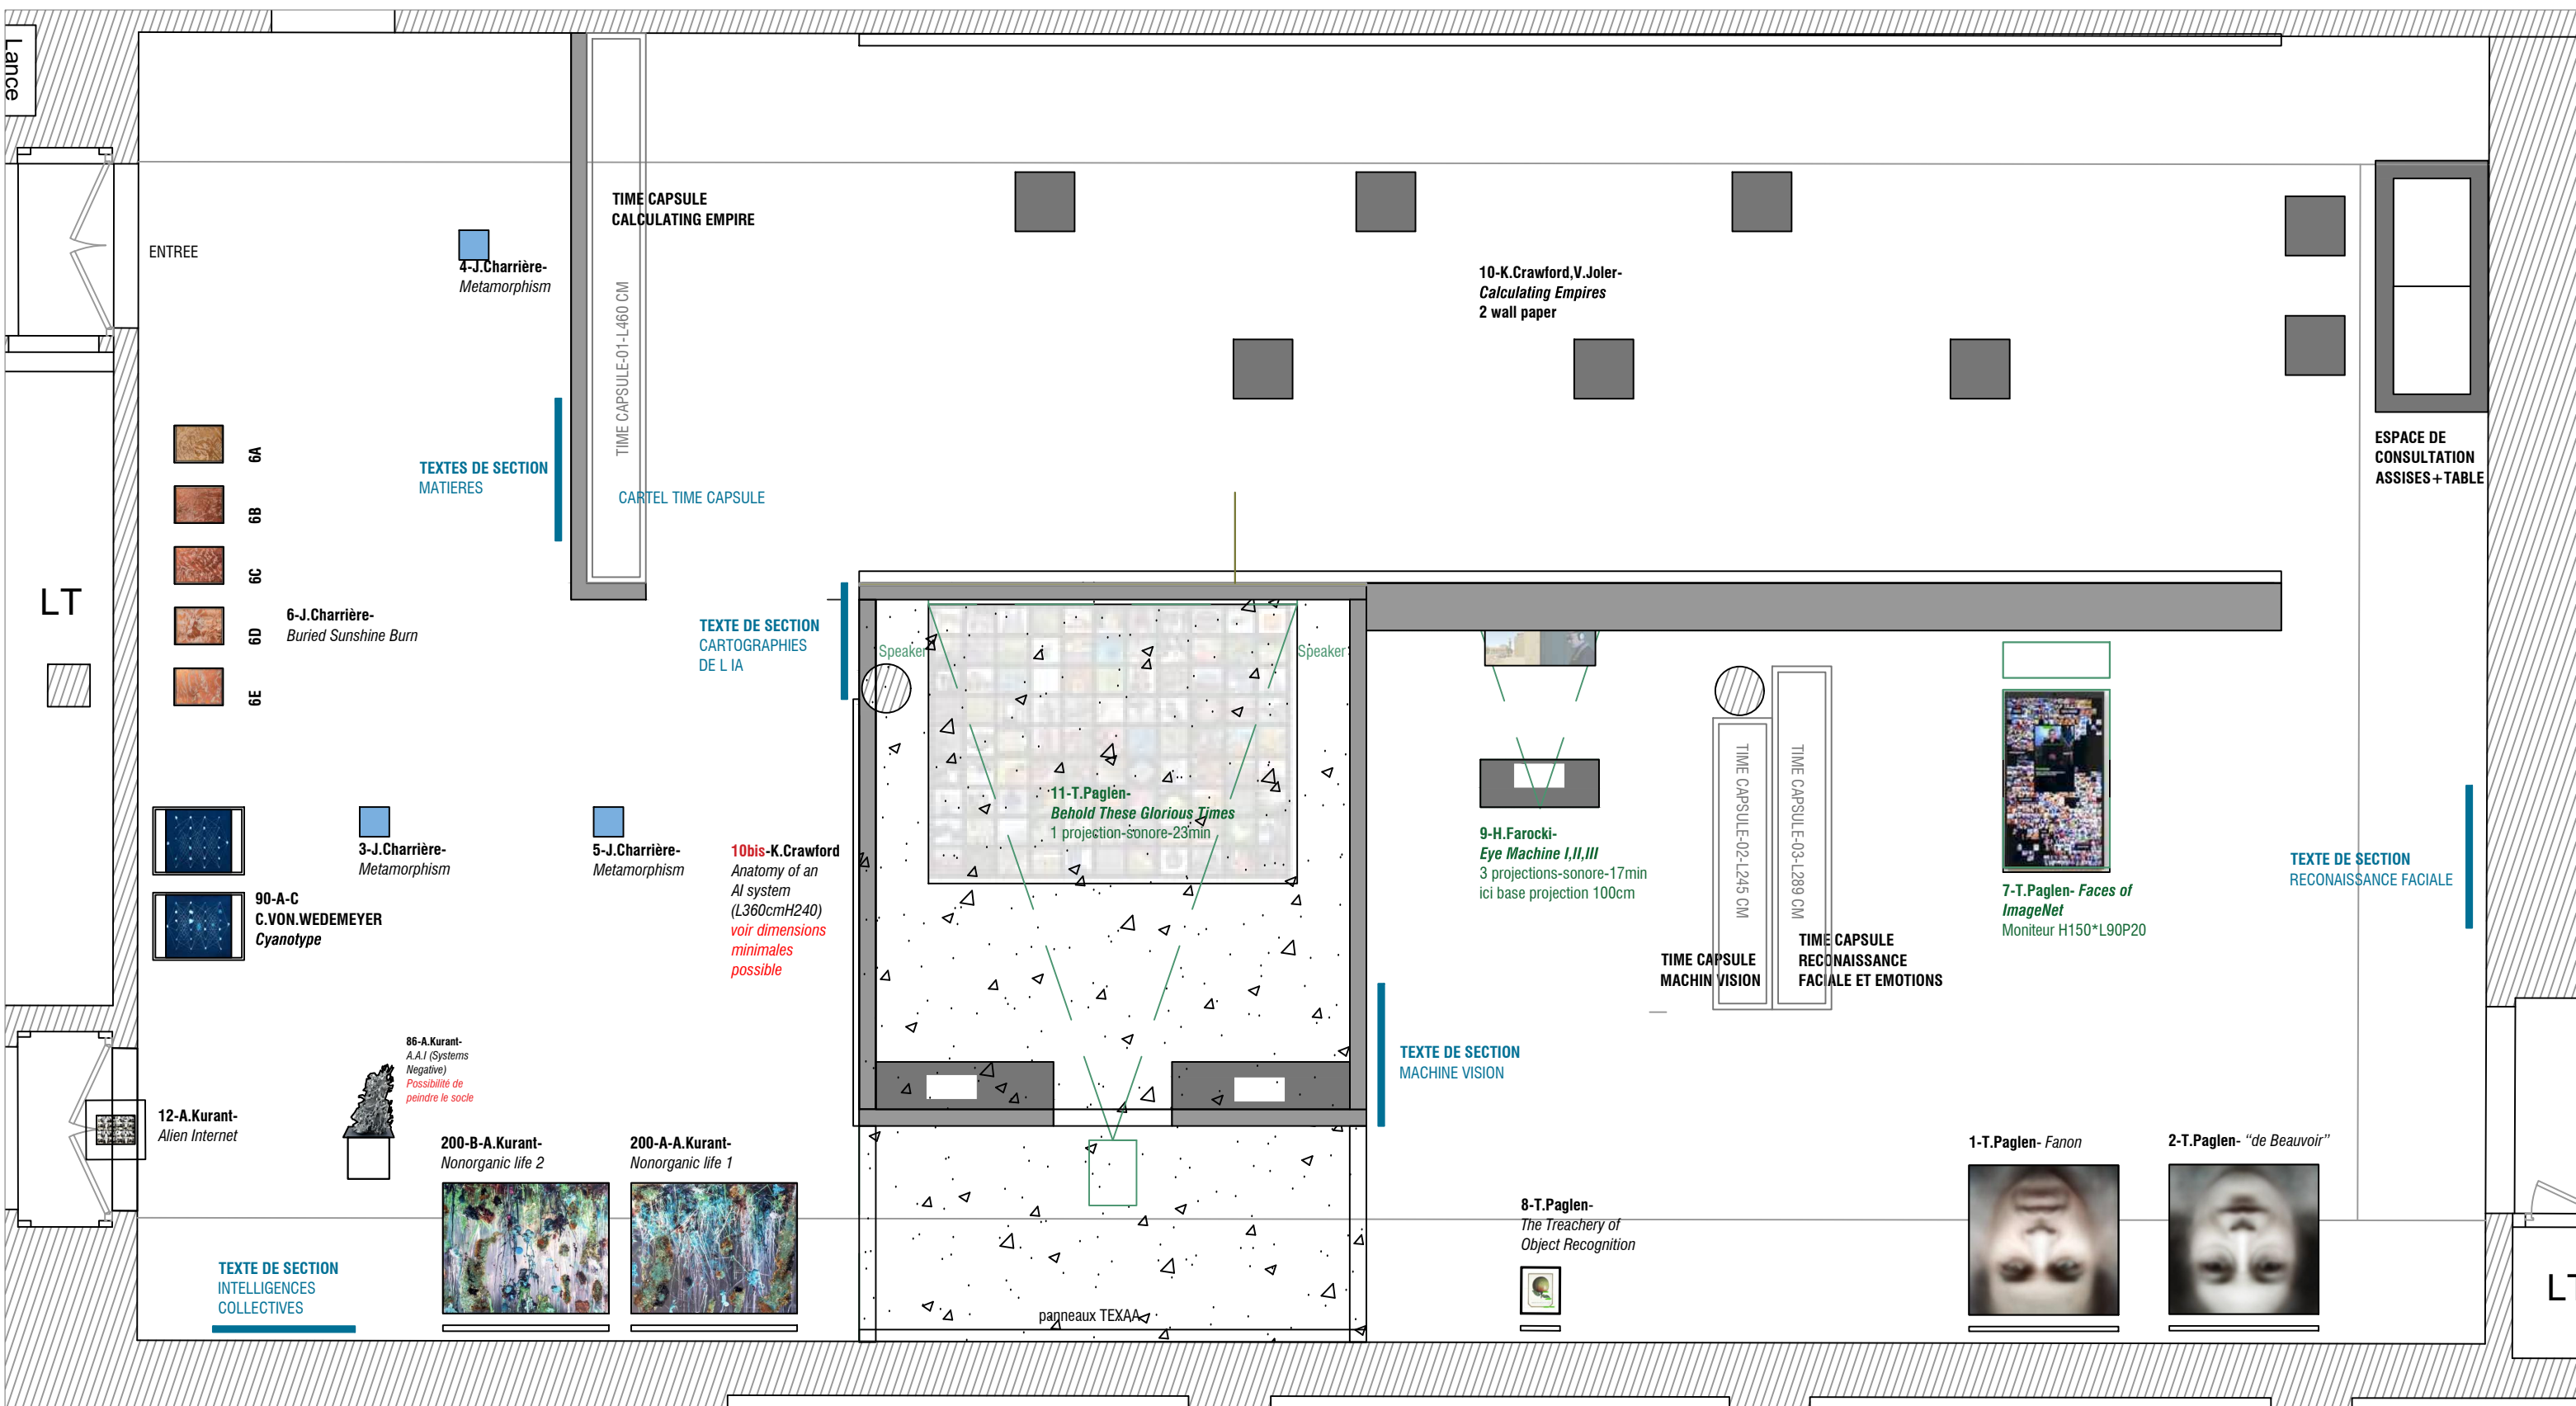 Lance
ENTREE
4-J.Charrière-
Metamorphism
TIME CAPSULE
CALCULATING EMPIRE
TIME CAPSULE-01-L460 CM
10-K.Crawford,V.Joler-
Calculating Empires
2 wall paper
ESPACE DE
CONSULTATION
ASSISES+TABLE
TEXTES DE SECTION
MATIERES
CARTEL TIME CAPSULE
6A
6B
6C
6D
6E
6-J.Charrière-
Buried Sunshine Burn
LT
TEXTE DE SECTION
CARTOGRAPHIES
DE L IA
Speaker
Speaker
11-T.Paglen-
Behold These Glorious Times
1 projection-sonore-23min
3-J.Charrière-
Metamorphism
5-J.Charrière-
Metamorphism
10bis-K.Crawford
Anatomy of an
AI system
(L360cmH240)
voir dimensions
minimales
possible
90-A-C
C.VON.WEDEMEYER
Cyanotype
9-H.Farocki-
Eye Machine I,II,III
3 projections-sonore-17min
ici base projection 100cm
TIME CAPSULE-02-L245 CM
TIME CAPSULE-03-L289 CM
TIME CAPSULE
MACHIN VISION
TIME CAPSULE
RECONAISSANCE
FACIALE ET EMOTIONS
7-T.Paglen- Faces of
ImageNet
Moniteur H150*L90P20
TEXTE DE SECTION
RECONAISSANCE FACIALE
TEXTE DE SECTION
MACHINE VISION
86-A.Kurant-
A.A.I (Systems
Negative)
Possibilité de
peindre le socle
12-A.Kurant-
Alien Internet
200-B-A.Kurant-
Nonorganic life 2
200-A-A.Kurant-
Nonorganic life 1
TEXTE DE SECTION
INTELLIGENCES
COLLECTIVES
panneaux TEXAA
8-T.Paglen-
The Treachery of
Object Recognition
1-T.Paglen- Fanon
2-T.Paglen- “de Beauvoir”
LT